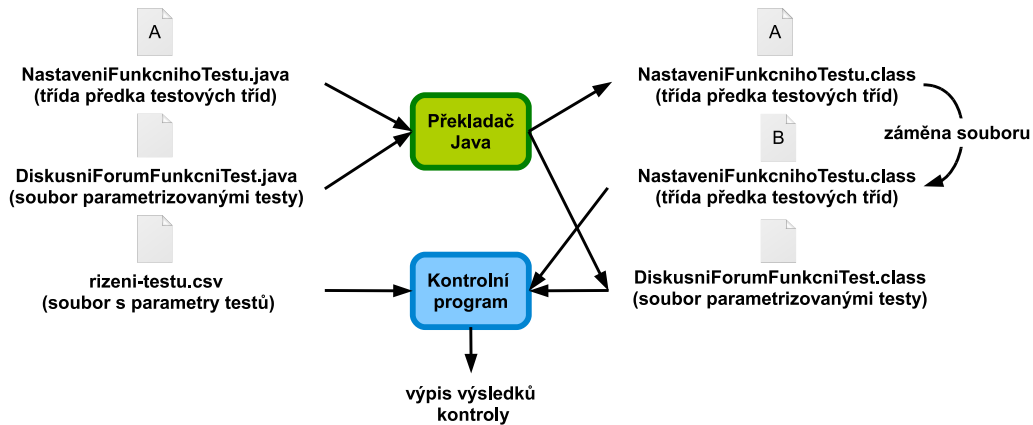 A
NastaveniFunkcnihoTestu.java
(třída předka testových tříd)
DiskusniForumFunkcniTest.java
(soubor parametrizovanými testy)
rizeni-testu.csv
(soubor s parametry testů)
Překladač
Java
Kontrolní
program
výpis výsledků
kontroly
A
NastaveniFunkcnihoTestu.class
(třída předka testových tříd)
záměna souboru
B
NastaveniFunkcnihoTestu.class
(třída předka testových tříd)
DiskusniForumFunkcniTest.class
(soubor parametrizovanými testy)